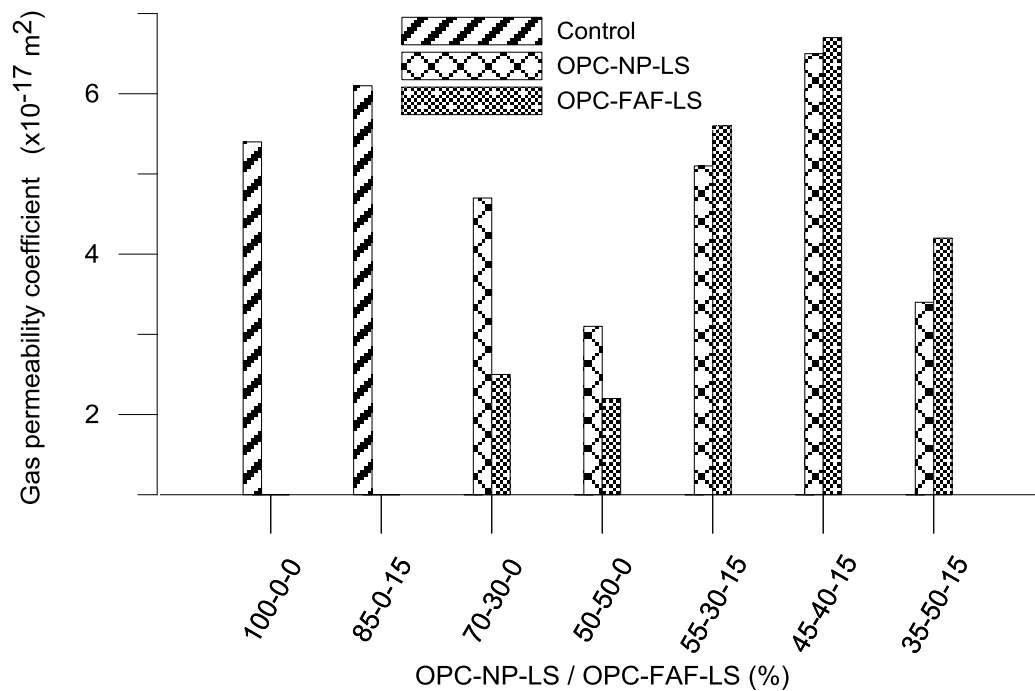 Gas permeability coefficient (x10-17 m2)
6
4
2
Control
OPC-NP-LS
OPC-FAF-LS
100-0-0
85-0-15
70-30-0
50-50-0
55-30-15
45-40-15
35-50-15
OPC-NP-LS / OPC-FAF-LS (%)